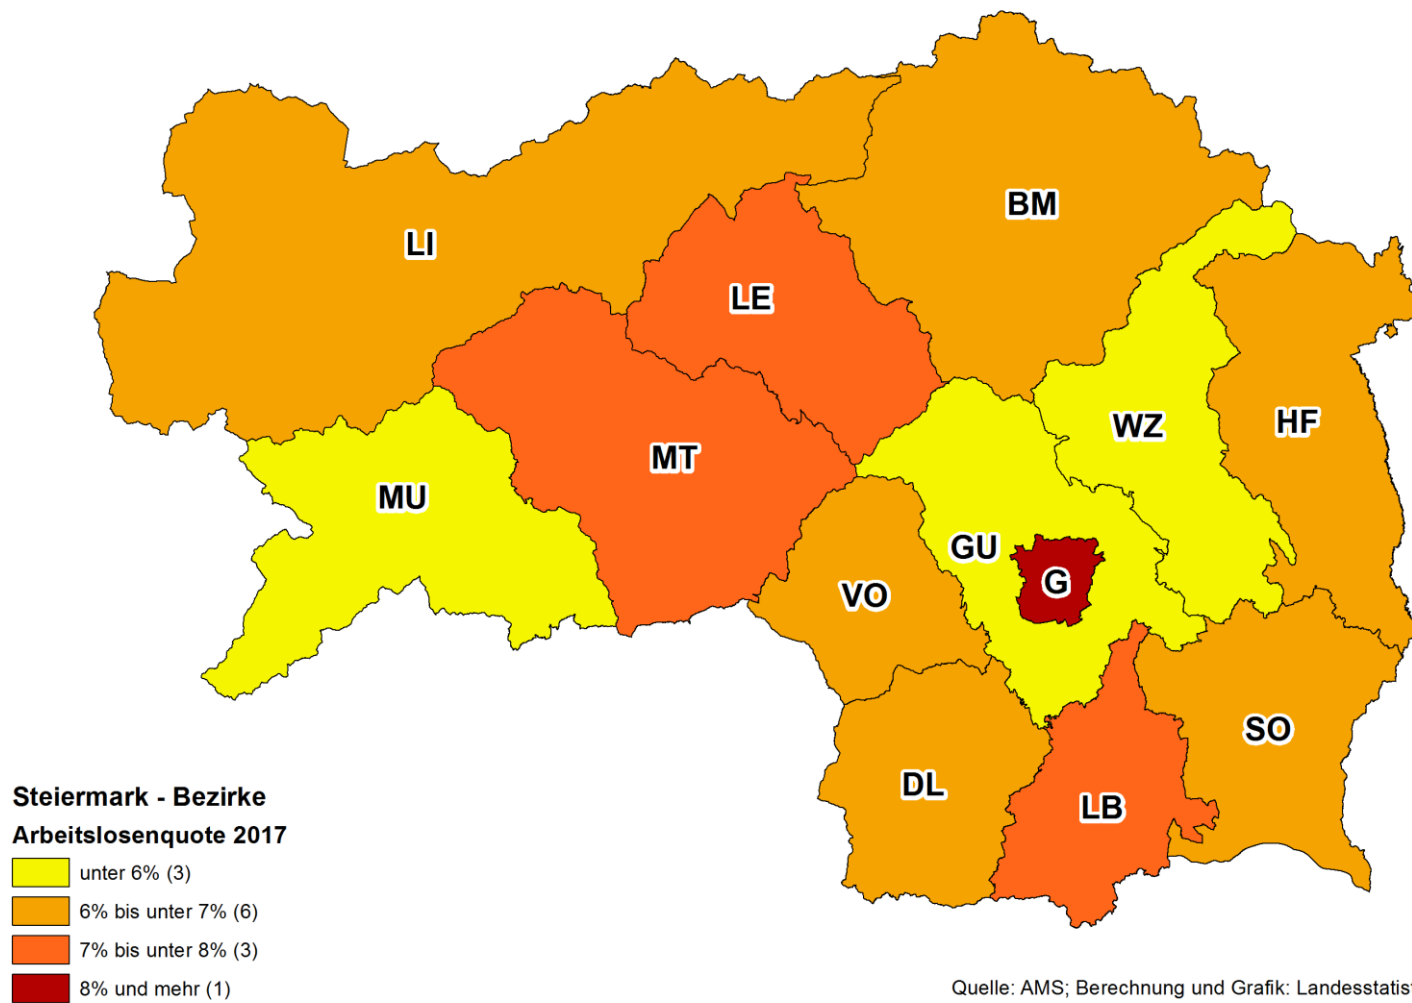 BM
LI
LE
HF
WZ
MT
MU
GU
G
VO
SO
DL
LB
Steiermark - Bezirke
Arbeitslosenquote 2017
unter 6% (3)
6% bis unter 7% (6)
7% bis unter 8% (3)
8% und mehr (1)
Quelle: AMS; Berechnung und Grafik: Landesstatist